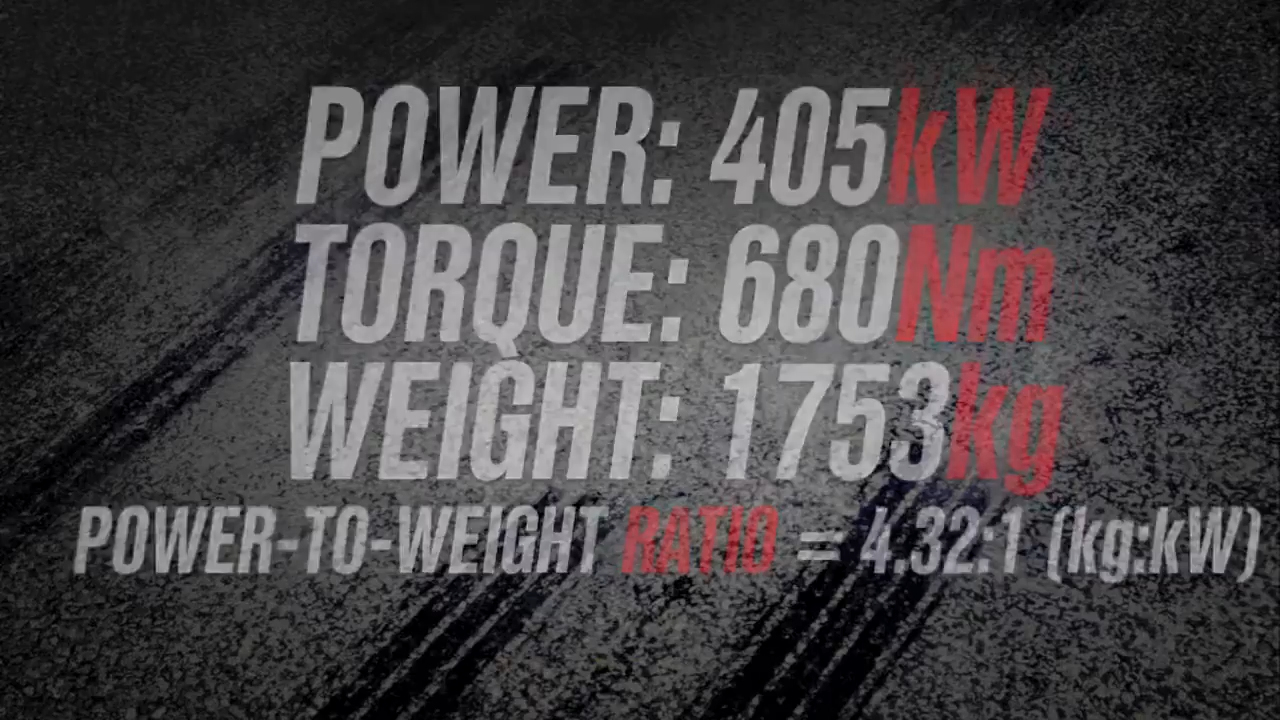 POWER: 405kW
TORQUE: 680Nm
WEIGHT: 1753kg
POWER-TO-WEIGHT RATIO = 4.32:1 (kg:kW)